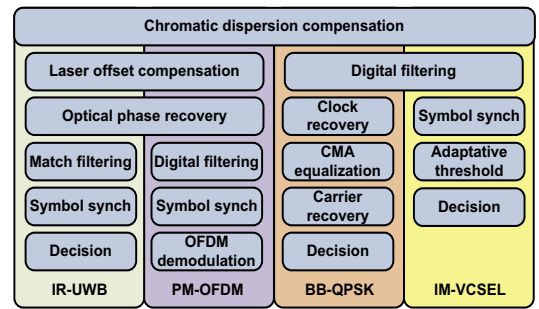 Chromatic dispersion compensation
Laser offset compensation
Digital filtering
Optical phase recovery
Clock
recovery
Symbol synch
Match filtering
Digital filtering
CMA
equalization
Adaptative
threshold
Symbol synch
Symbol synch
Carrier
recovery
Decision
Decision
OFDM
demodulation
Decision
IR-UWB
PM-OFDM
BB-QPSK
IM-VCSEL